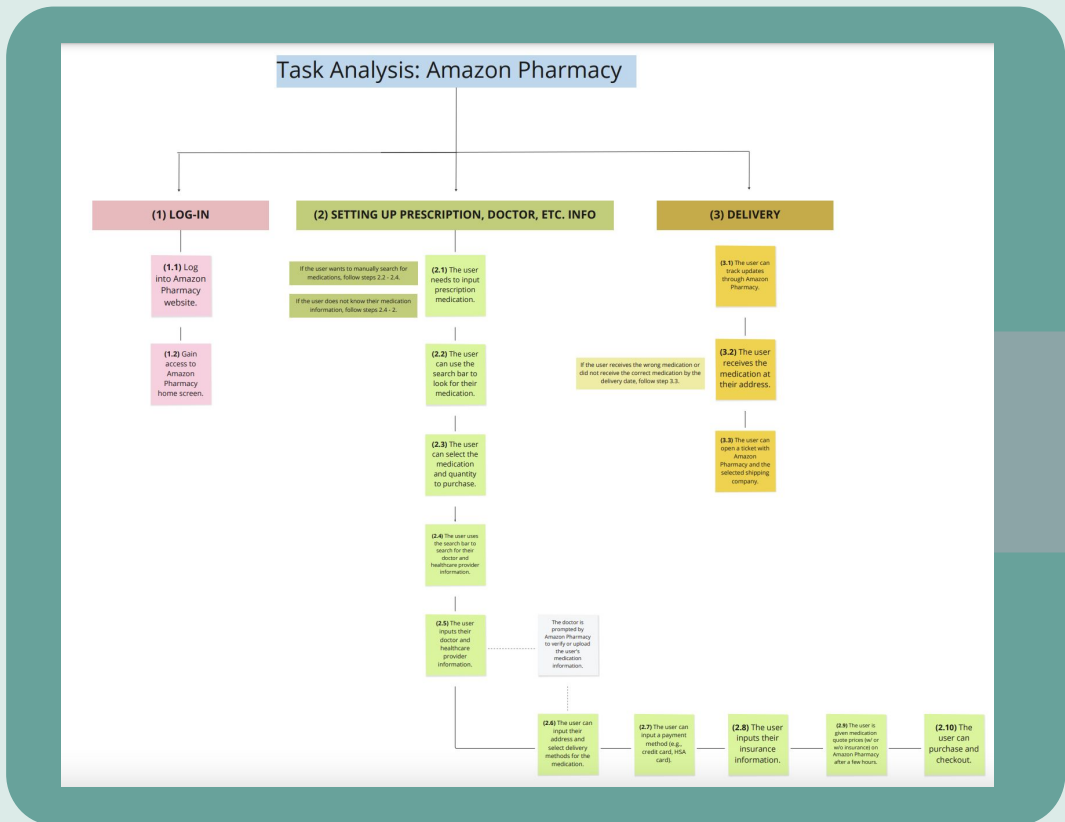 Task Analysis: Amazon Pharmacy
(1) LOG-IN
(1.1) Log
into Amazon
Pharmacy
website.
(1.2) Gain
access to
Amazon
Pharmacy
home screen.
(2) SETTING UP PRESCRIPTION, DOCTOR, ETC. INFO
If the user wants to manually search for
medications, follow steps 2.2 - 2.4.
If the user does not know their medication
information, follow steps 2.4 - 2.
(2.1) The user
needs to input
prescription
medication.
(2.2) The user
can use the
search bar to
look for their
medication.
(2.3) The user
can select the
medication
and quantity
to purchase.
(2.4) The user uses
the search bar to
search for their
doctor and
healthcare provider
information.
(2.5) The user
inputs their
doctor and
healthcare
provider
information.
The doctor is
prompted by
Amazon Pharmacy
to verify or upload
the user's
medication
information.
(2.6) The user can
input their
address and
select delivery
methods for the
medication.
(2.7) The user can
input a payment
method (e.g.,
credit card, HSA
card).
(2.8) The user
inputs their
insurance
information.
(2.9) The user is
given medication
quote prices (w/ or
w/o insurance) on
Amazon Pharmacy
after a few hours.
(2.10) The
user can
purchase and
checkout.
(3) DELIVERY
(3.1) The user can
track updates
through Amazon
Pharmacy.
(3.2) The user
receives the
medication at
their address.
If the user receives the wrong medication or
did not receive the correct medication by the
delivery date, follow step 3.3.
(3.3) The user can
open a ticket with
Amazon
Pharmacy and the
selected shipping
company.